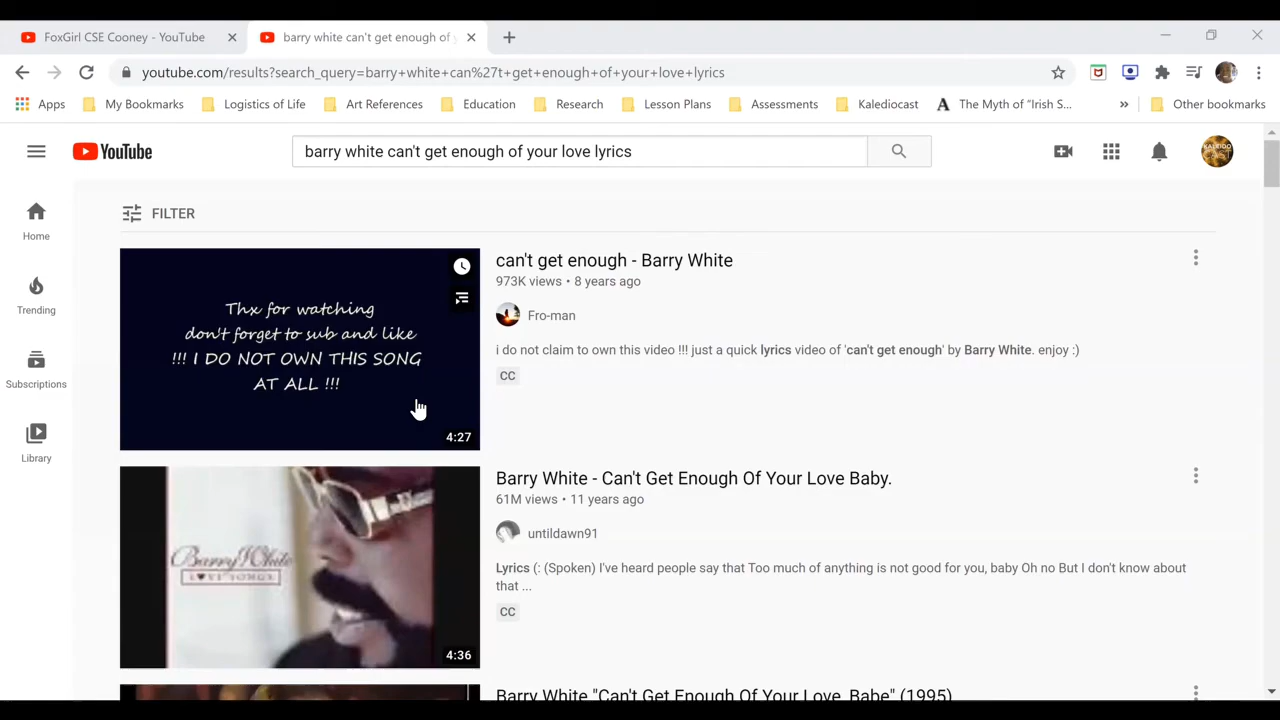 FoxGirl CSE Cooney - YouTube
barry white can't get enough of y
youtube.com/results?search_query=barry+white+can%27t+get+enough+of+your+love+lyrics
Apps My Bookmarks Logistics of Life Art References Education Research Lesson Plans Assessments Kalediocast A The Myth of “Irish S... » Other bookmarks
YouTube
barry white can't get enough of your love lyrics
FILTER
Home
Trending
Subscriptions
Library
Thx for watching
don't forget to sub and like
!!! I DO NOT OWN THIS SONG
AT ALL !!!
4:27
can't get enough - Barry White
973K views • 8 years ago
Fro-man
i do not claim to own this video !!! just a quick lyrics video of 'can't get enough' by Barry White. enjoy :)
CC
Barry White
LOVE SONGS
4:36
Barry White - Can't Get Enough Of Your Love Baby.
61M views • 11 years ago
untildawn91
Lyrics (: (Spoken) I've heard people say that Too much of anything is not good for you, baby Oh no But I don't know about
that ...
CC
Barry White "Can't Get Enough Of Your Love, Babe" (1995)